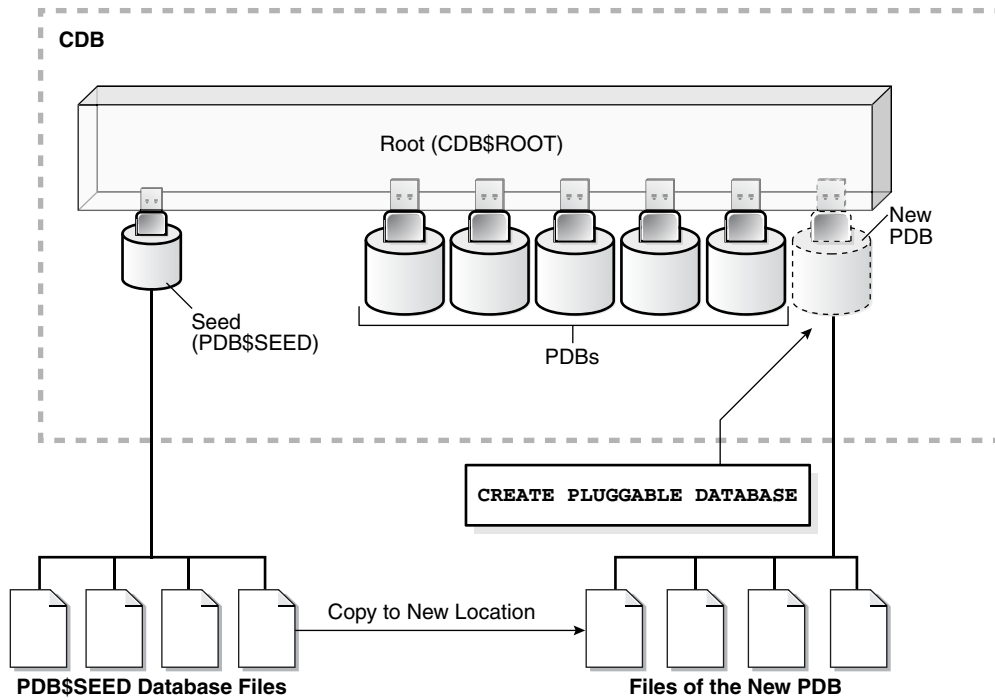 CDB
Root (CDB$ROOT)
New
PDB
Seed
(PDB$SEED)
PDBs
CREATE PLUGGABLE DATABASE
Copy to New Location
PDB$SEED Database Files
Files of the New PDB